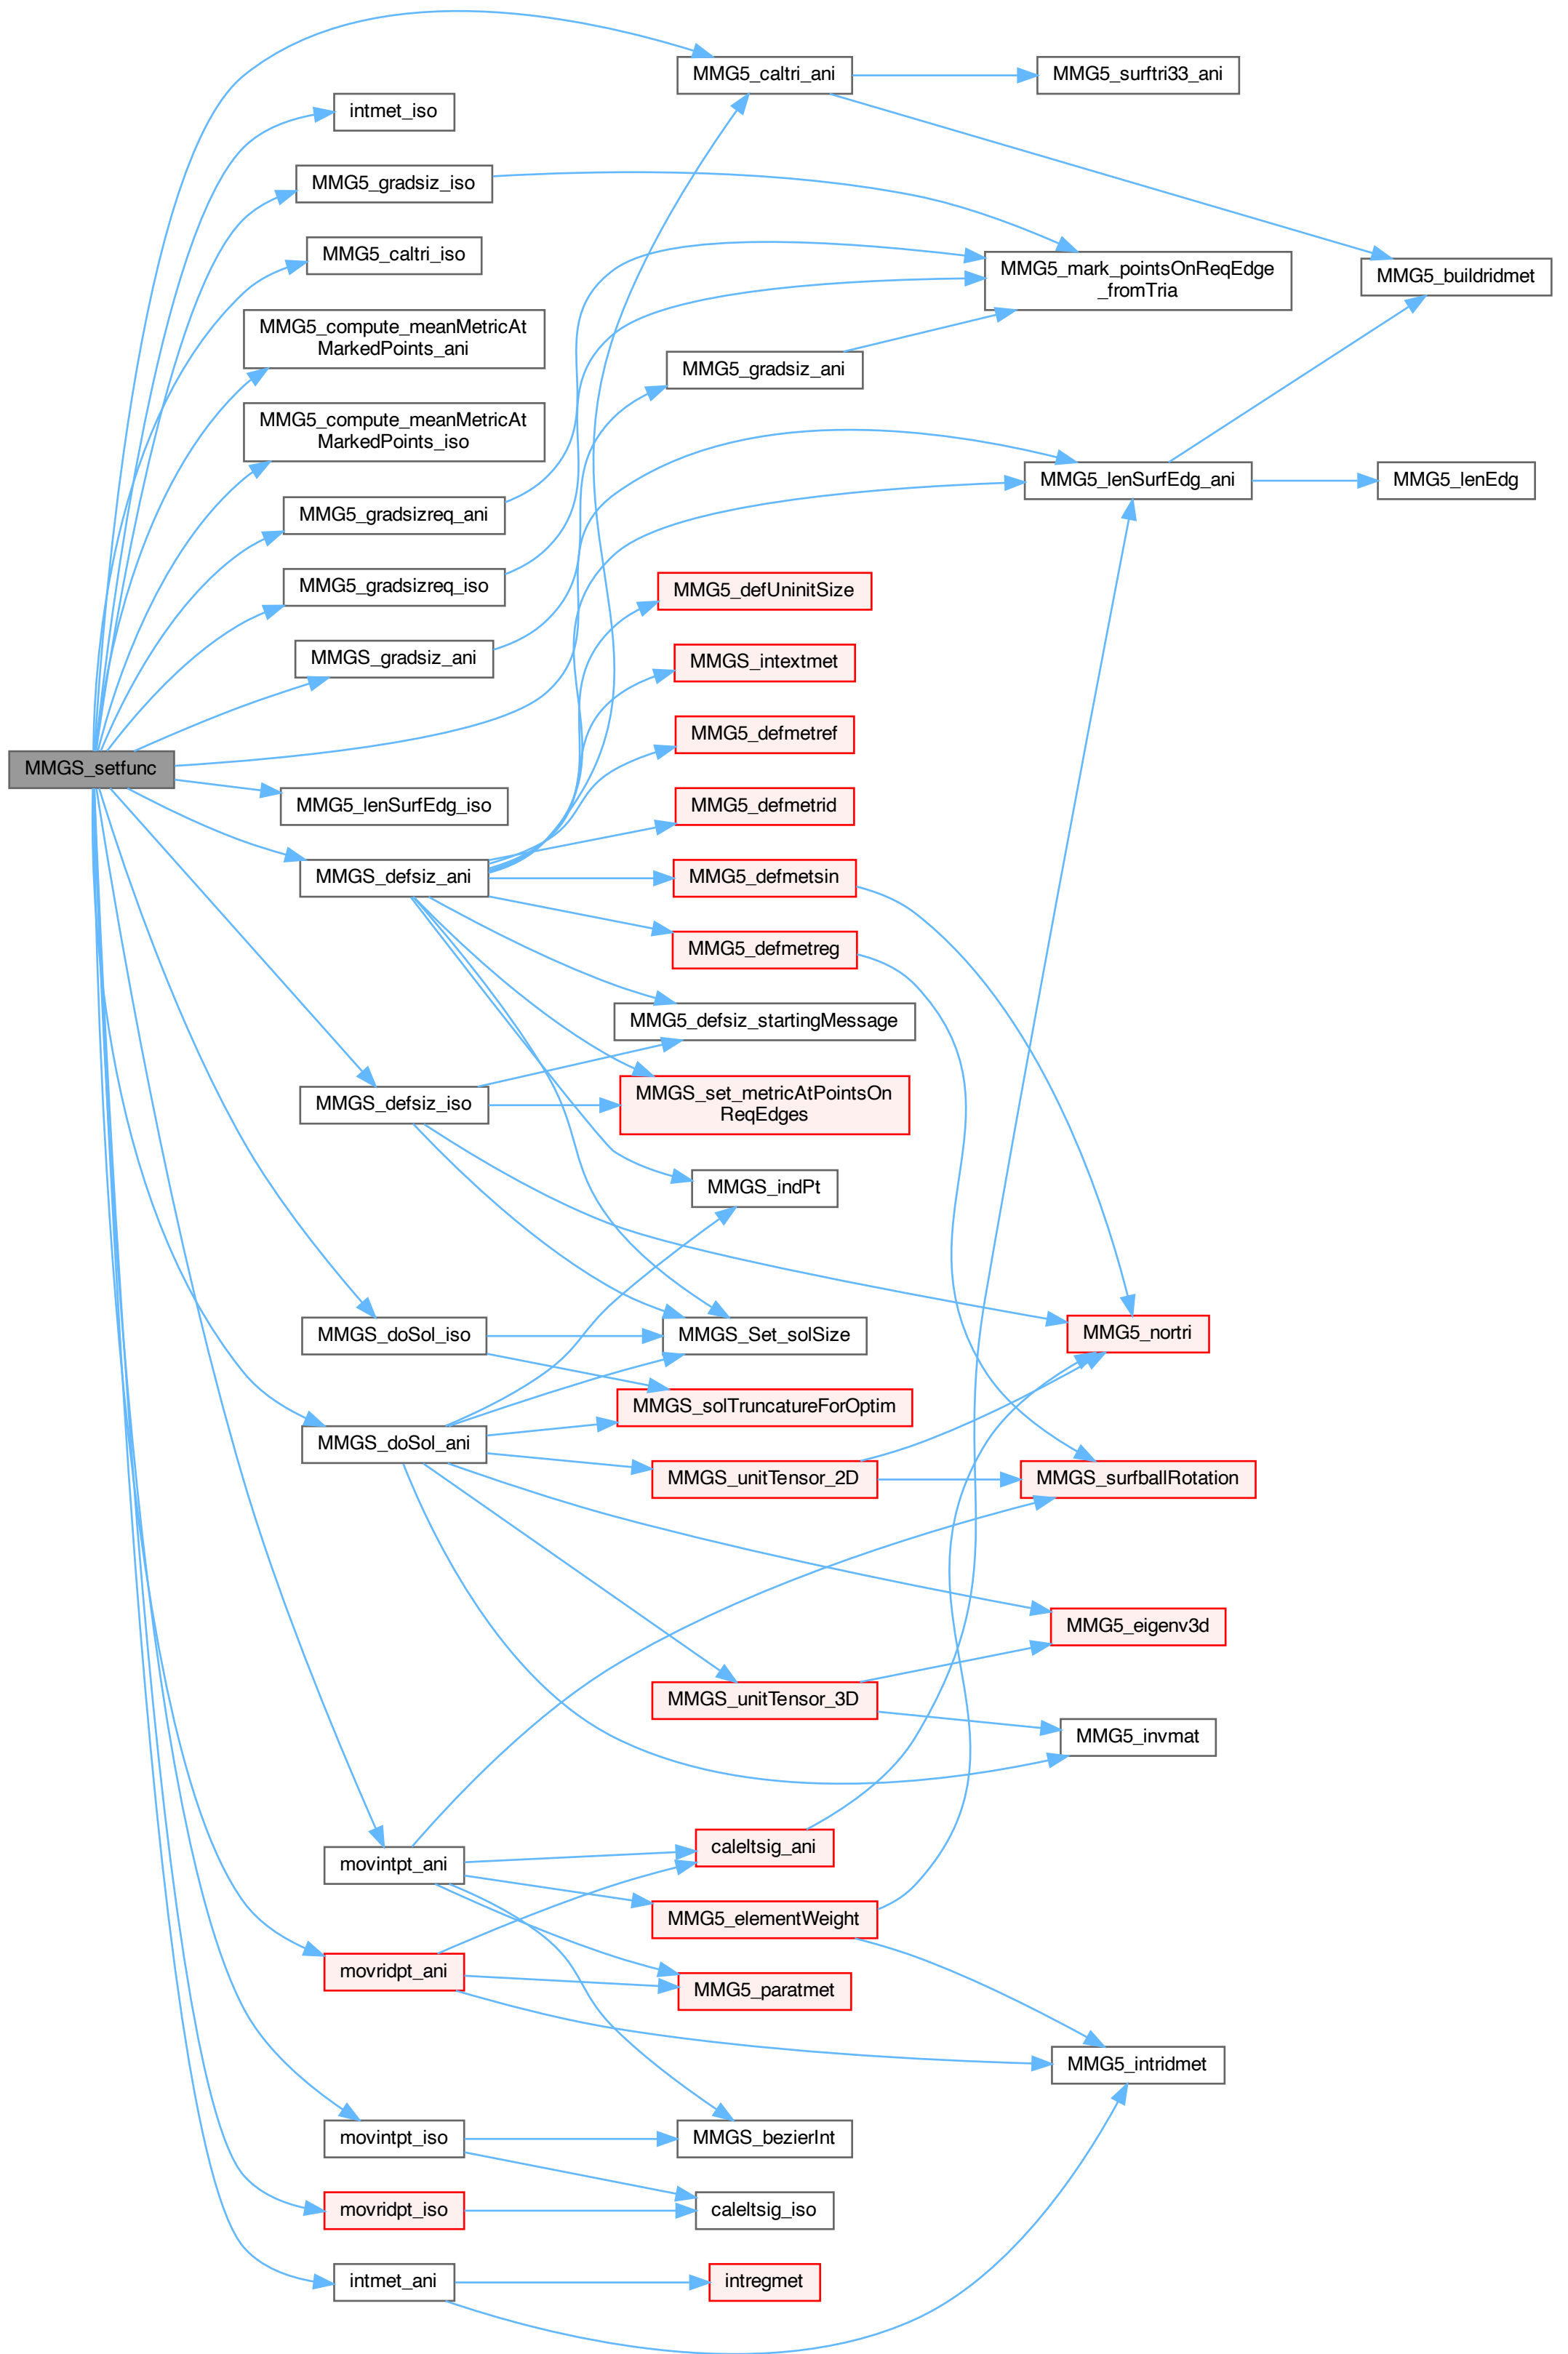 MMG5_caltri_ani
MMG5_surftri33_ani
intmet_iso
MMG5_gradsiz_iso
MMG5_caltri_iso
MMG5_mark_pointsOnReqEdge
_fromTria
MMG5_buildridmet
MMG5_compute_meanMetricAt
MarkedPoints_ani
MMG5_gradsiz_ani
MMG5_compute_meanMetricAt
MarkedPoints_iso
MMG5_lenSurfEdg_ani
MMG5_lenEdg
MMG5_gradsizreq_ani
MMG5_gradsizreq_iso
MMG5_defUninitSize
MMGS_gradsiz_ani
MMGS_intextmet
MMG5_defmetref
MMGS_setfunc
MMG5_lenSurfEdg_iso
MMG5_defmetrid
MMGS_defsiz_ani
MMG5_defmetsin
MMG5_defmetreg
MMG5_defsiz_startingMessage
MMGS_defsiz_iso
MMGS_set_metricAtPointsOn
ReqEdges
MMGS_indPt
MMGS_doSol_iso
MMGS_Set_solSize
MMG5_nortri
MMGS_solTruncatureForOptim
MMGS_doSol_ani
MMGS_unitTensor_2D
MMGS_surfballRotation
MMG5_eigenv3d
MMGS_unitTensor_3D
MMG5_invmat
movintpt_ani
caleltsig_ani
MMG5_elementWeight
movridpt_ani
MMG5_paratmet
MMG5_intridmet
movintpt_iso
MMGS_bezierInt
movridpt_iso
caleltsig_iso
intmet_ani
intregmet